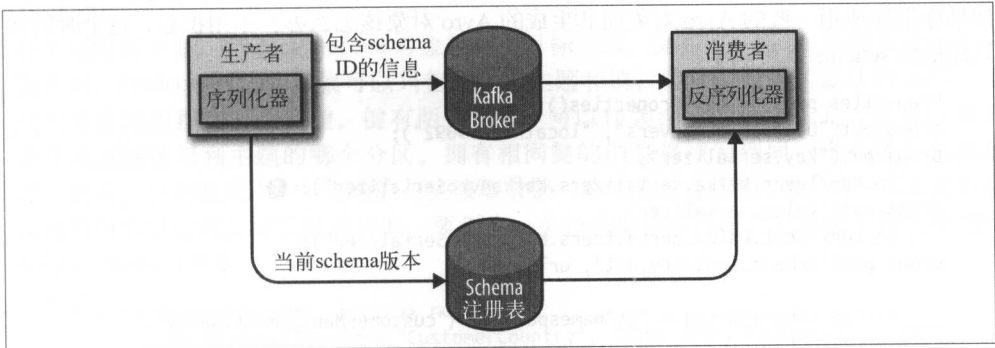 生产者
序列化器
包含schema
ID的信息
Kafka
Broker
消费者
反序列化器
当前schema版本
Schema
注册表